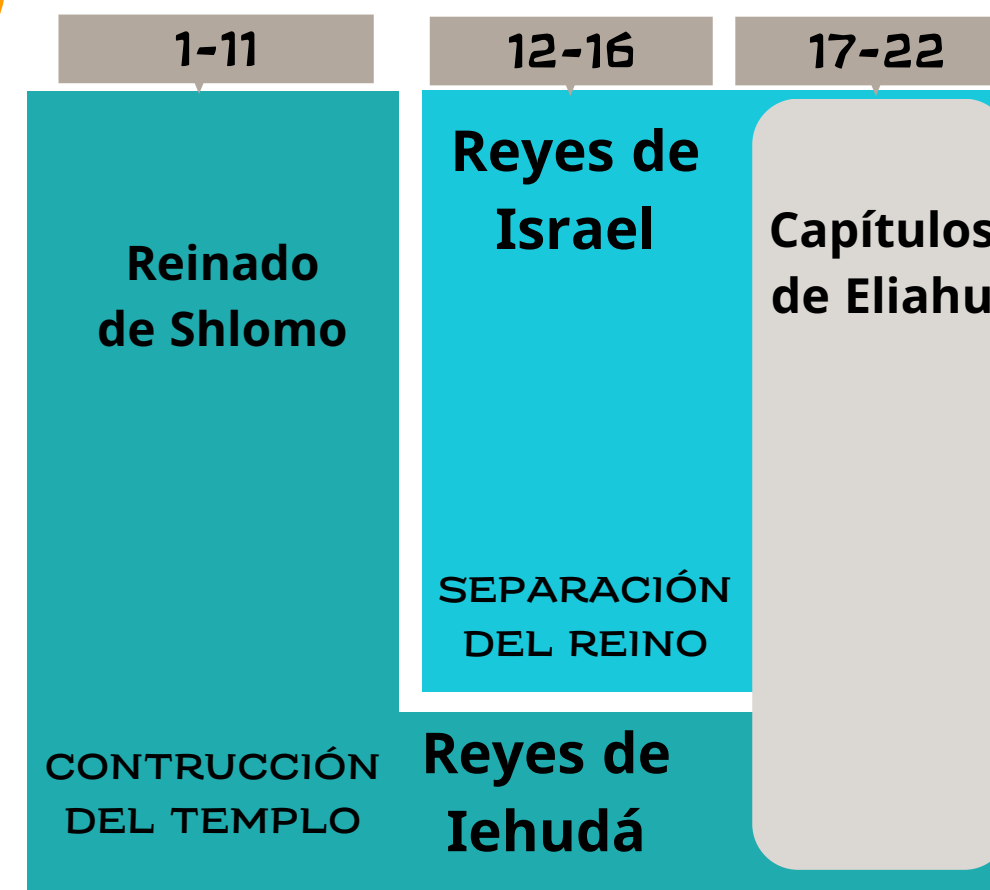 1-11
12-16
17-22
Reinado
de Shlomo
CONTRUCCIÓN
DEL TEMPLO
Reyes de
Israel
SEPARACIÓN
DEL REINO
Reyes de
Iehudá
Capítulos
de Eliahu